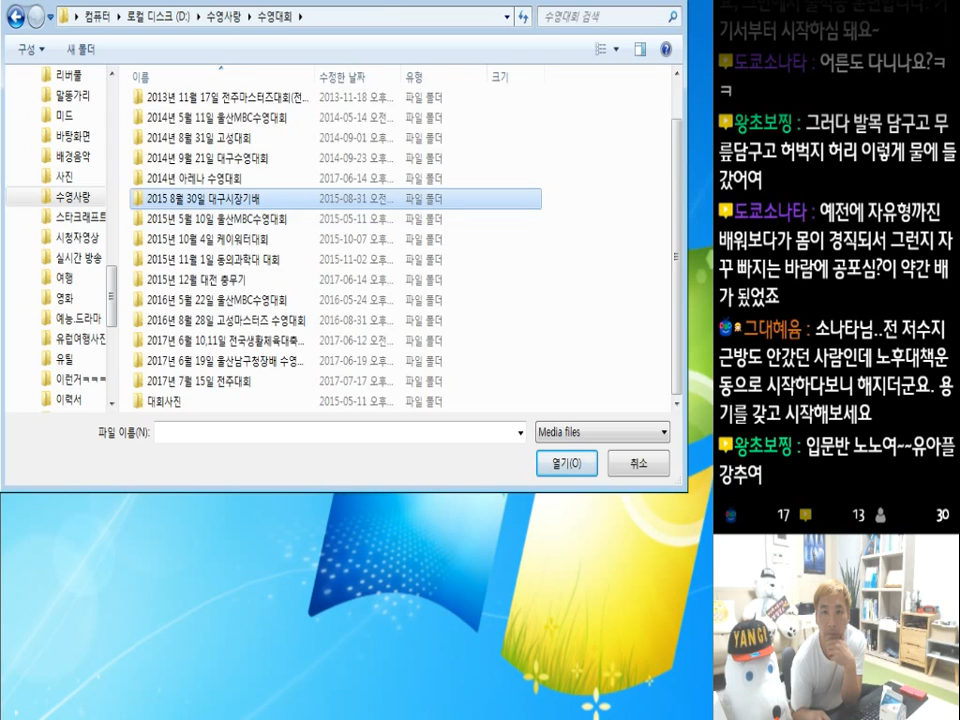 컴퓨터 ▸ 로컬 디스크 (D:) ▸ 수영사랑 ▸ 수영대회 ▸
수영대회 검색
구성 ▾ 새 폴더
리버풀
말똥가리
미드
바탕화면
배경음악
사진
수영사랑
스타크래프트
시청자영상
실시간 방송
여행
영화
예능.드라마
유럽여행사진
유틸
이런거ㅋㅋㅋ
이력서
이름 수정한 날짜 유형 크기
2013년 11월 17일 전주마스터즈대회(전... 2013-11-18 오후... 파일 폴더
2014년 5월 11일 울산MBC수영대회 2014-05-14 오전... 파일 폴더
2014년 8월 31일 고성대회 2014-09-01 오후... 파일 폴더
2014년 9월 21일 대구수영대회 2014-09-23 오후... 파일 폴더
2014년 아레나 수영대회 2017-06-14 오후... 파일 폴더
2015 8월 30일 대구시장기배 2015-08-31 오전... 파일 폴더
2015년 5월 10일 울산MBC수영대회 2015-05-11 오후... 파일 폴더
2015년 10월 4일 케이워터대회 2015-10-07 오후... 파일 폴더
2015년 11월 1일 동의과학대 대회 2015-11-02 오후... 파일 폴더
2015년 12월 대전 충무기 2017-06-14 오후... 파일 폴더
2016년 5월 22일 울산MBC수영대회 2016-05-24 오후... 파일 폴더
2016년 8월 28일 고성마스터즈 수영대회 2016-08-31 오후... 파일 폴더
2017년 6월 10,11일 전국생활체육대축... 2017-06-12 오전... 파일 폴더
2017년 6월 19일 울산남구청장배 수영... 2017-06-19 오후... 파일 폴더
2017년 7월 15일 전주대회 2017-07-17 오후... 파일 폴더
대회사진 2015-05-11 오후... 파일 폴더
파일 이름(N):
Media files
열기(O) 취소
기서부터 시작하심 돼요~
도쿄소나타 : 어른도 다니나요?ㅋ
ㅋ
왕초보찡 : 그러다 발목 담구고 무
릎담구고 허벅지 허리 이렇게 물에 들
갔어여
도쿄소나타 : 예전에 자유형까진
배워보다가 몸이 경직되서 그런지 자
꾸 빠지는 바람에 공포심?이 약간 배
가 됬었죠
그대혜윰 : 소나타님..전 저수지
근방도 안갔던 사람인데 노후대책운
동으로 시작하다보니 해지더군요. 용
기를 갖고 시작해보세요
왕초보찡 : 입문반 노노여~~유아플
강추여
17 13 30
YANGI